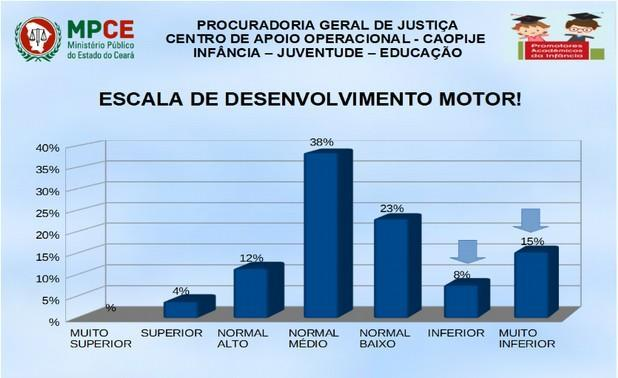 MPCE
Ministério Público
do Estado do Ceará
PROCURADORIA GERAL DE JUSTIÇA
CENTRO DE APOIO OPERACIONAL - CAOPIJE
INFÂNCIA – JUVENTUDE – EDUCAÇÃO
Promotores
Acadêmicos
da Infância
ESCALA DE DESENVOLVIMENTO MOTOR!
40%
35%
30%
25%
20%
15%
10%
5%
%
%
4%
12%
38%
23%
8%
15%
MUITO
SUPERIOR
SUPERIOR
NORMAL
ALTO
NORMAL
MÉDIO
NORMAL
BAIXO
INFERIOR
MUITO
INFERIOR